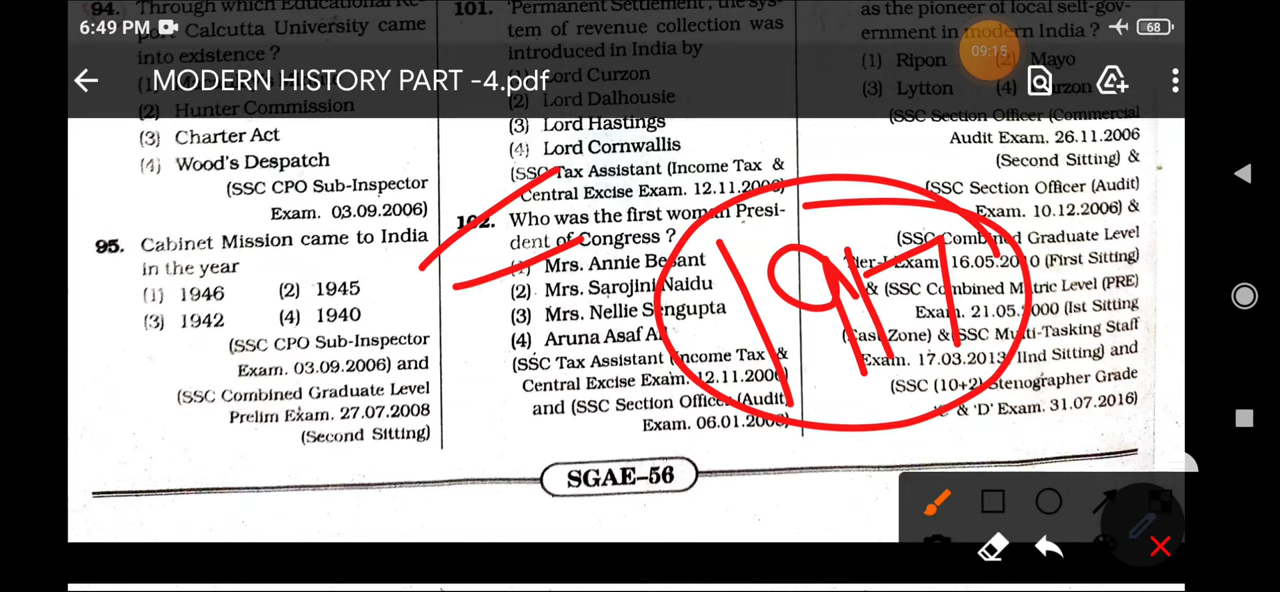 94. Through which Educational Re-
port Calcutta University came
into existence ?
(2) Hunter Commission
(3) Charter Act
(4) Wood's Despatch
(SSC CPO Sub-Inspector
Exam. 03.09.2006)
95. Cabinet Mission came to India
in the year
(1) 1946 (2) 1945
(3) 1942 (4) 1940
(SSC CPO Sub-Inspector
Exam. 03.09.2006) and
(SSC Combined Graduate Level
Prelim Exam. 27.07.2008
(Second Sitting)
101. 'Permanent Settlement', the sys-
tem of revenue collection was
introduced in India by
(1) Lord Curzon
(2) Lord Dalhousie
(3) Lord Hastings
(4) Lord Cornwallis
(SSC Tax Assistant (Income Tax &
Central Excise Exam. 12.11.2006)
102. Who was the first woman Presi-
dent of Congress ?
(1) Mrs. Annie Besant
(2) Mrs. Sarojini Naidu
(3) Mrs. Nellie Sengupta
(4) Aruna Asaf Ali
(SSC Tax Assistant (Income Tax &
Central Excise Exam. 12.11.2006)
and (SSC Section Officer (Audit)
Exam. 06.01.2008)
as the pioneer of local self-gov-
ernment in modern India ?
(1) Ripon (2) Mayo
(3) Lytton (4) Curzon
(SSC Section Officer (Commercial
Audit Exam. 26.11.2006
(Second Sitting) &
(SSC Section Officer (Audit)
Exam. 10.12.2006) &
(SSC Combined Graduate Level
Tier-I Exam. 16.05.2010 (First Sitting)
& (SSC Combined Matric Level (PRE)
Exam. 21.05.2000 (Ist Sitting
(East Zone) & SSC Multi-Tasking Staff
Exam. 17.03.2013, IInd Sitting) and
(SSC (10+2) Stenographer Grade
'C' & 'D' Exam. 31.07.2016)
SGAE–56
6:49 PM
68
09:15
MODERN HISTORY PART -4.pdf
1917